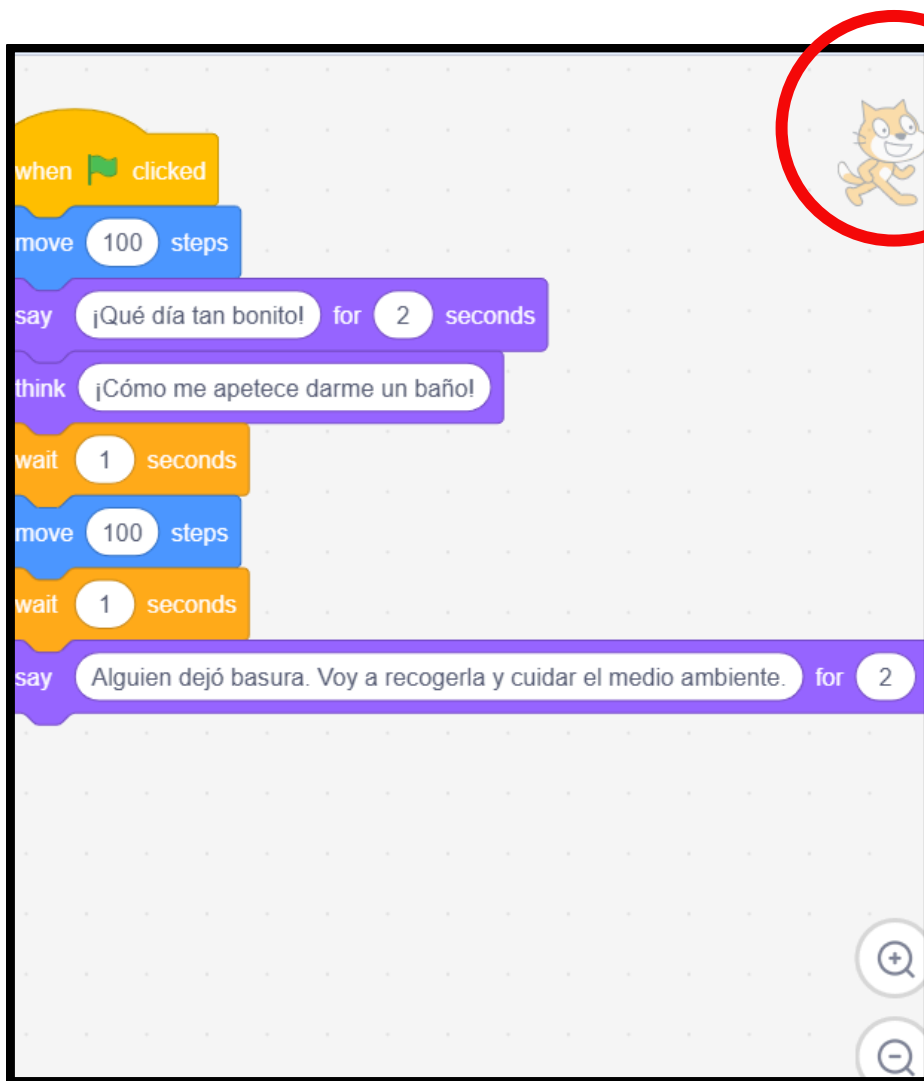 when clicked
move 100 steps
say ¡Qué día tan bonito! for 2 seconds
think ¡Cómo me apetece darme un baño!
wait 1 seconds
move 100 steps
wait 1 seconds
say Alguien dejó basura. Voy a recogerla y cuidar el medio ambiente. for 2